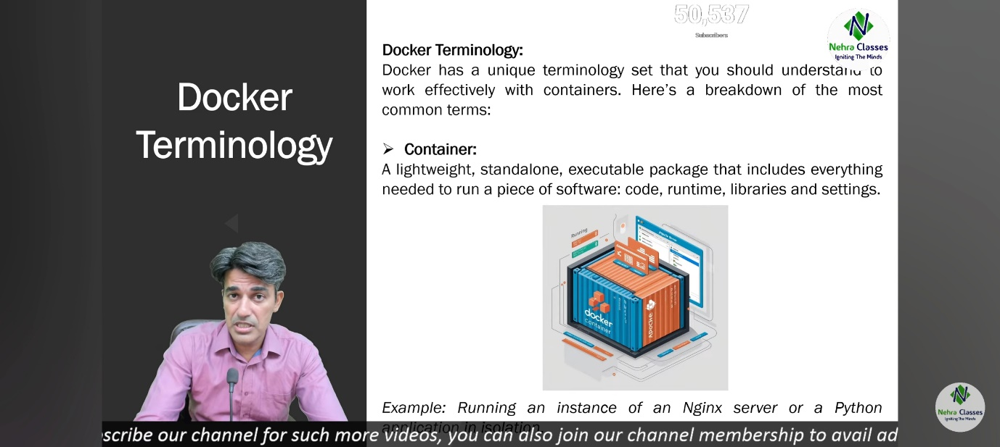 50,537
Subscribers
Nehra Classes
Igniting The Minds
Docker
Terminology
Docker Terminology:
Docker has a unique terminology set that you should understand to
work effectively with containers. Here's a breakdown of the most
common terms:
➢ Container:
A lightweight, standalone, executable package that includes everything
needed to run a piece of software: code, runtime, libraries and settings.
Running
docker
container
APACHE
Example: Running an instance of an Nginx server or a Python
application in isolation.
scribe our channel for such more videos, you can also join our channel membership to avail ad
Nehra Classes
Igniting The Minds